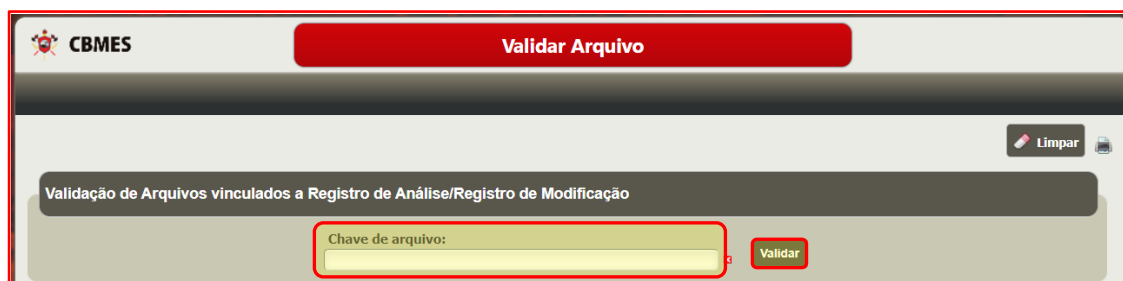 CBMES
Validar Arquivo
Limpar
Validação de Arquivos vinculados a Registro de Análise/Registro de Modificação
Chave de arquivo:
Validar